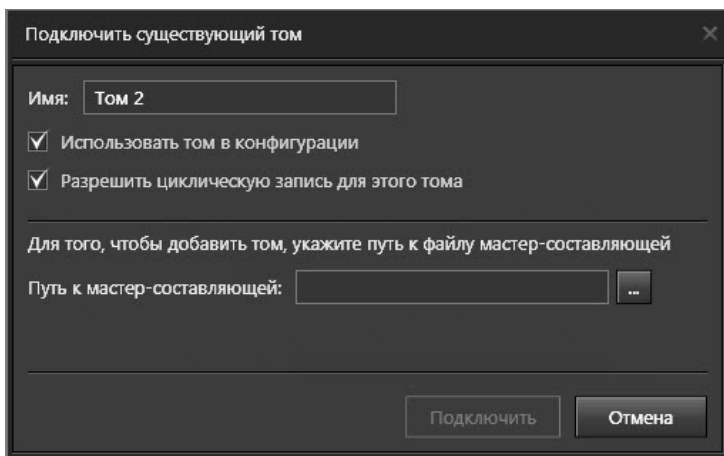 Подключить существующий том
Имя: Том 2
Использовать том в конфигурации
Разрешить циклическую запись для этого тома
Для того, чтобы добавить том, укажите путь к файлу мастер-составляющей
Путь к мастер-составляющей: ...
Подключить Отмена